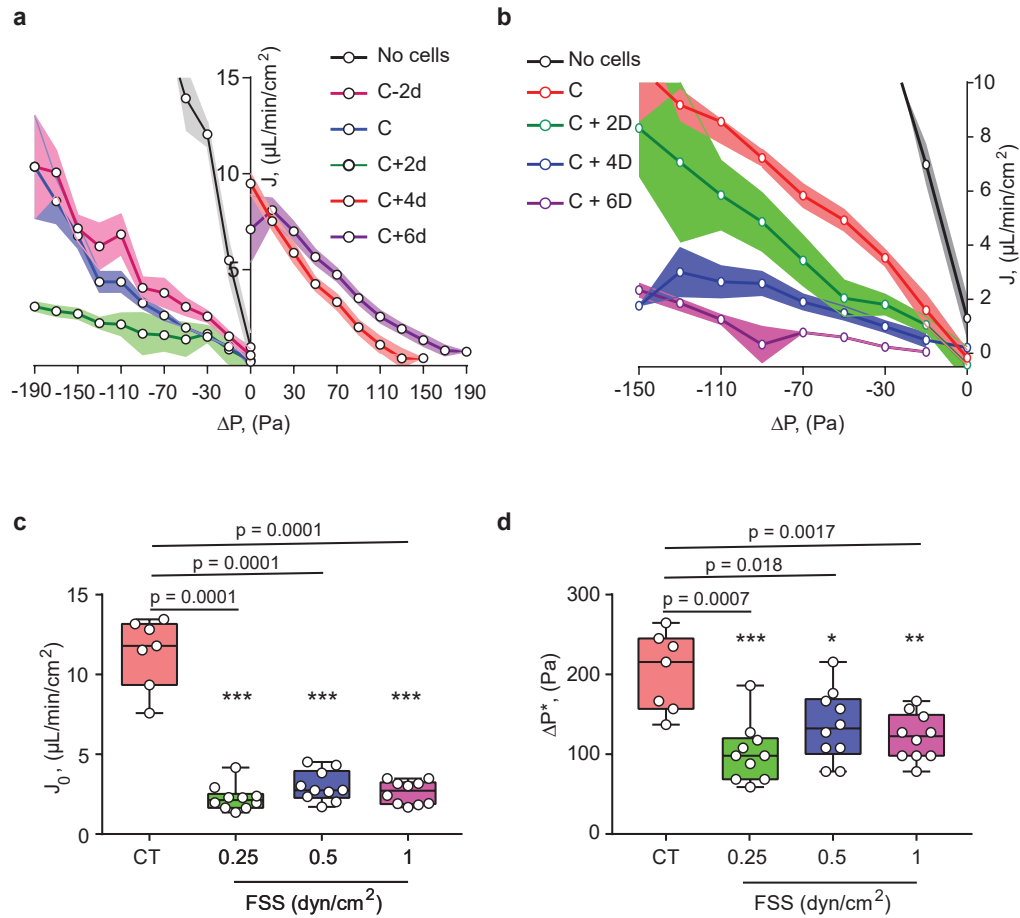 a
No cells
C-2d
C
C+2d
C+4d
C+6d
15
10
5
J, (μL/min/cm²)
-190 -150 -110 -70 -30 0 30 70 110 150 190
ΔP, (Pa)
b
No cells
C
C + 2D
C + 4D
C + 6D
10
8
6
4
2
0
J, (μL/min/cm²)
-150 -110 -70 -30 0
ΔP, (Pa)
c
p = 0.0001
p = 0.0001
p = 0.0001
15
10
5
0
J₀, (μL/min/cm²)
*** *** ***
CT 0.25 0.5 1
FSS (dyn/cm²)
d
p = 0.0017
p = 0.018
p = 0.0007
300
200
100
0
ΔP*, (Pa)
*** * **
CT 0.25 0.5 1
FSS (dyn/cm²)